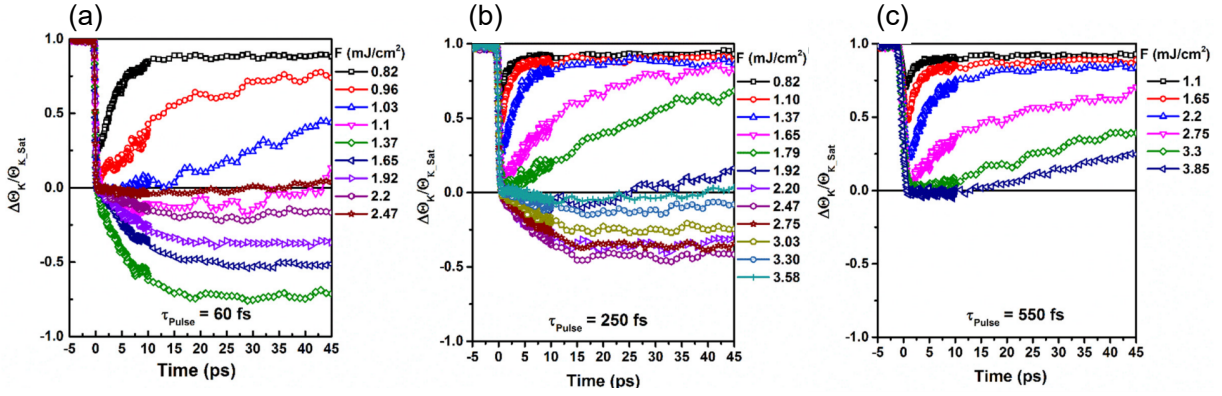 (a)
(b)
(c)
ΔΘK/ΘK_Sat
1.0
0.5
0.0
-0.5
-1.0
-5 0 5 10 15 20 25 30 35 40 45
Time (ps)
τPulse = 60 fs
F (mJ/cm²)
0.82
0.96
1.03
1.1
1.37
1.65
1.92
2.2
2.47
ΔΘK/ΘK_Sat
1.0
0.5
0.0
-0.5
-1.0
-5 0 5 10 15 20 25 30 35 40 45
Time (ps)
τPulse = 250 fs
F (mJ/cm²)
0.82
1.10
1.37
1.65
1.79
1.92
2.20
2.47
2.75
3.03
3.30
3.58
ΔΘK/ΘK_Sat
1.0
0.5
0.0
-0.5
-1.0
-5 0 5 10 15 20 25 30 35 40 45
Time (ps)
τPulse = 550 fs
F (mJ/cm²)
1.1
1.65
2.2
2.75
3.3
3.85